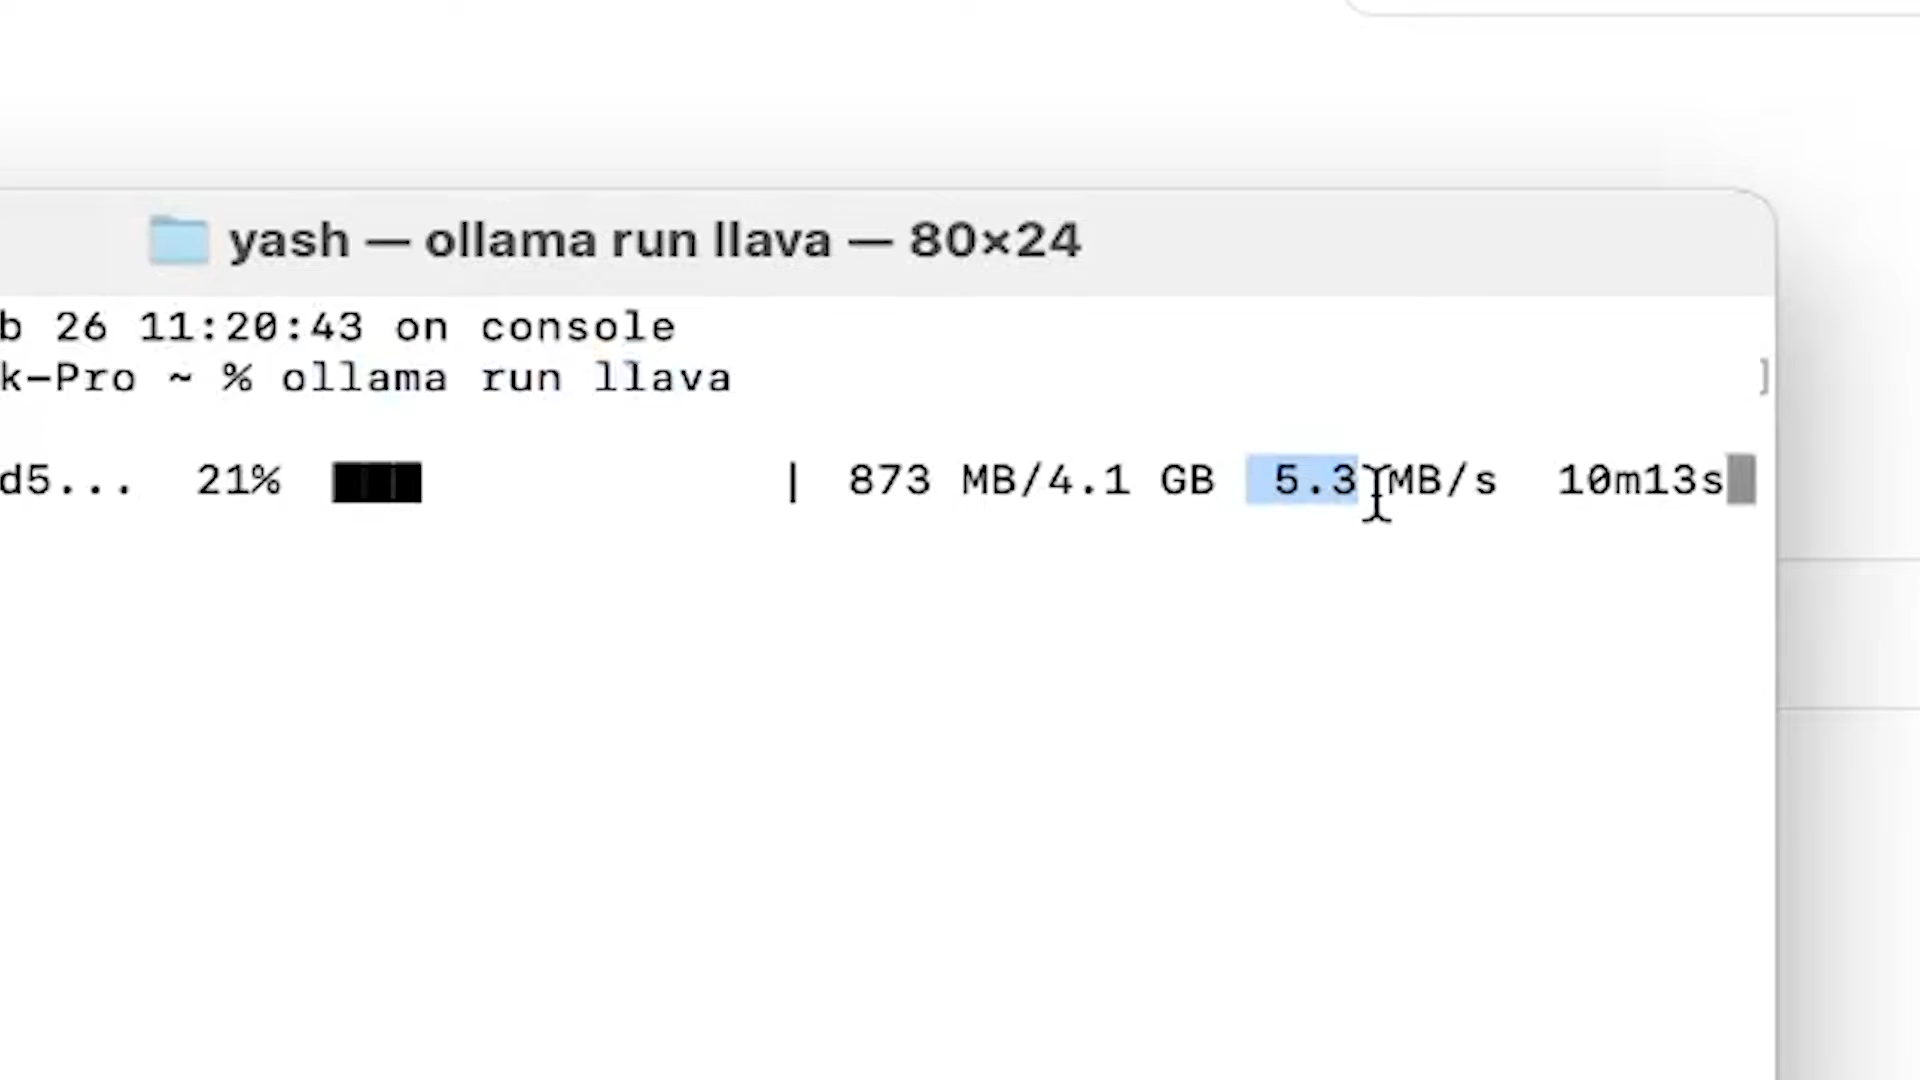 yash — ollama run llava — 80×24
b 26 11:20:43 on console
k-Pro ~ % ollama run llava ]
d5... 21% | 873 MB/4.1 GB 5.3 MB/s 10m13s